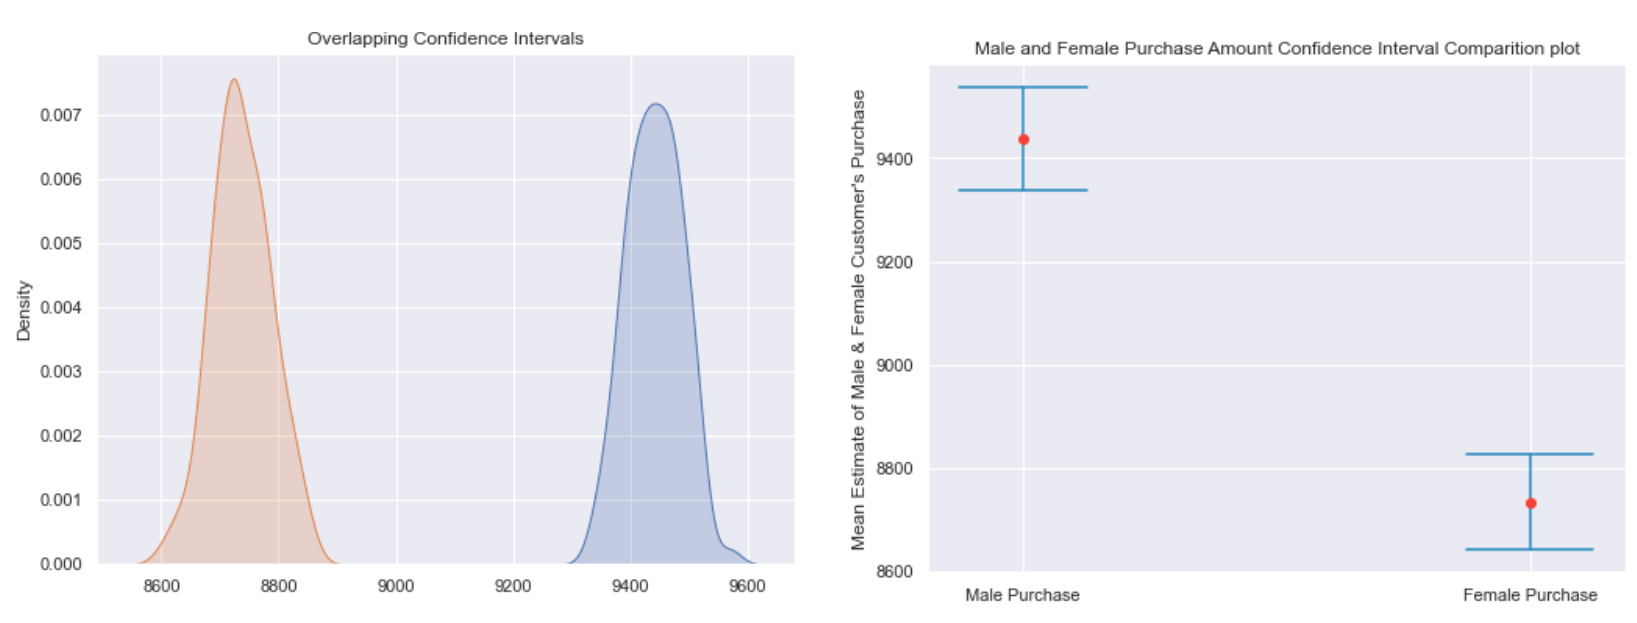 Overlapping Confidence Intervals
Density
0.007
0.006
0.005
0.004
0.003
0.002
0.001
0.000
8600 8800 9000 9200 9400 9600
Male and Female Purchase Amount Confidence Interval Comparition plot
Mean Estimate of Male & Female Customer's Purchase
9400
9200
9000
8800
8600
Male Purchase Female Purchase